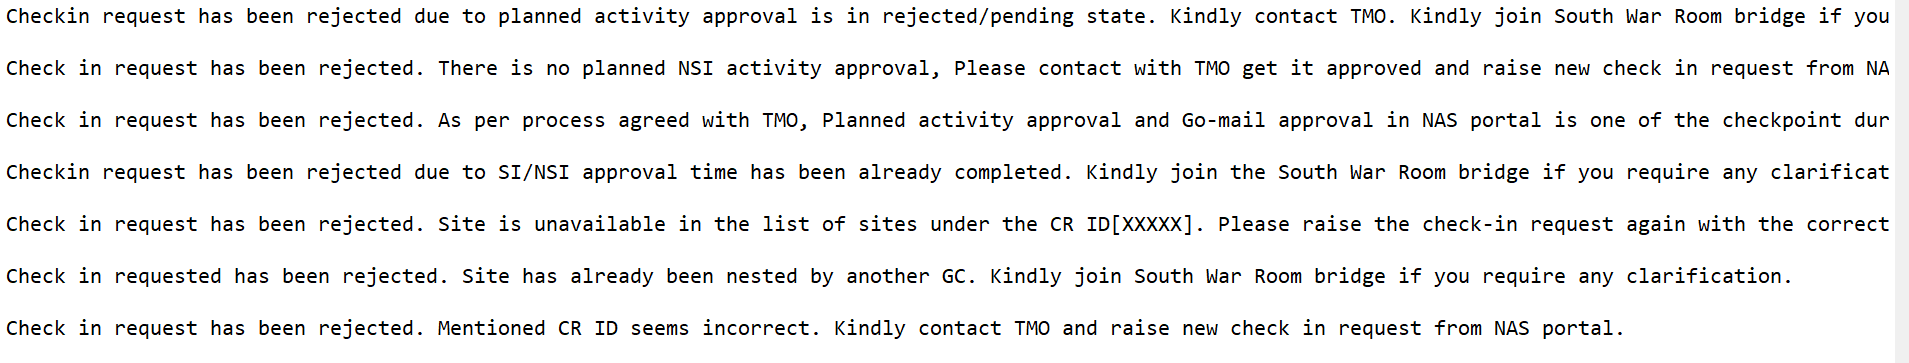 Checkin request has been rejected due to planned activity approval is in rejected/pending state. Kindly contact TMO. Kindly join South War Room bridge if you
Check in request has been rejected. There is no planned NSI activity approval, Please contact with TMO get it approved and raise new check in request from NA
Check in request has been rejected. As per process agreed with TMO, Planned activity approval and Go-mail approval in NAS portal is one of the checkpoint dur
Checkin request has been rejected due to SI/NSI approval time has been already completed. Kindly join the South War Room bridge if you require any clarificat
Check in request has been rejected. Site is unavailable in the list of sites under the CR ID[XXXXX]. Please raise the check-in request again with the correct
Check in requested has been rejected. Site has already been nested by another GC. Kindly join South War Room bridge if you require any clarification.
Check in request has been rejected. Mentioned CR ID seems incorrect. Kindly contact TMO and raise new check in request from NAS portal.